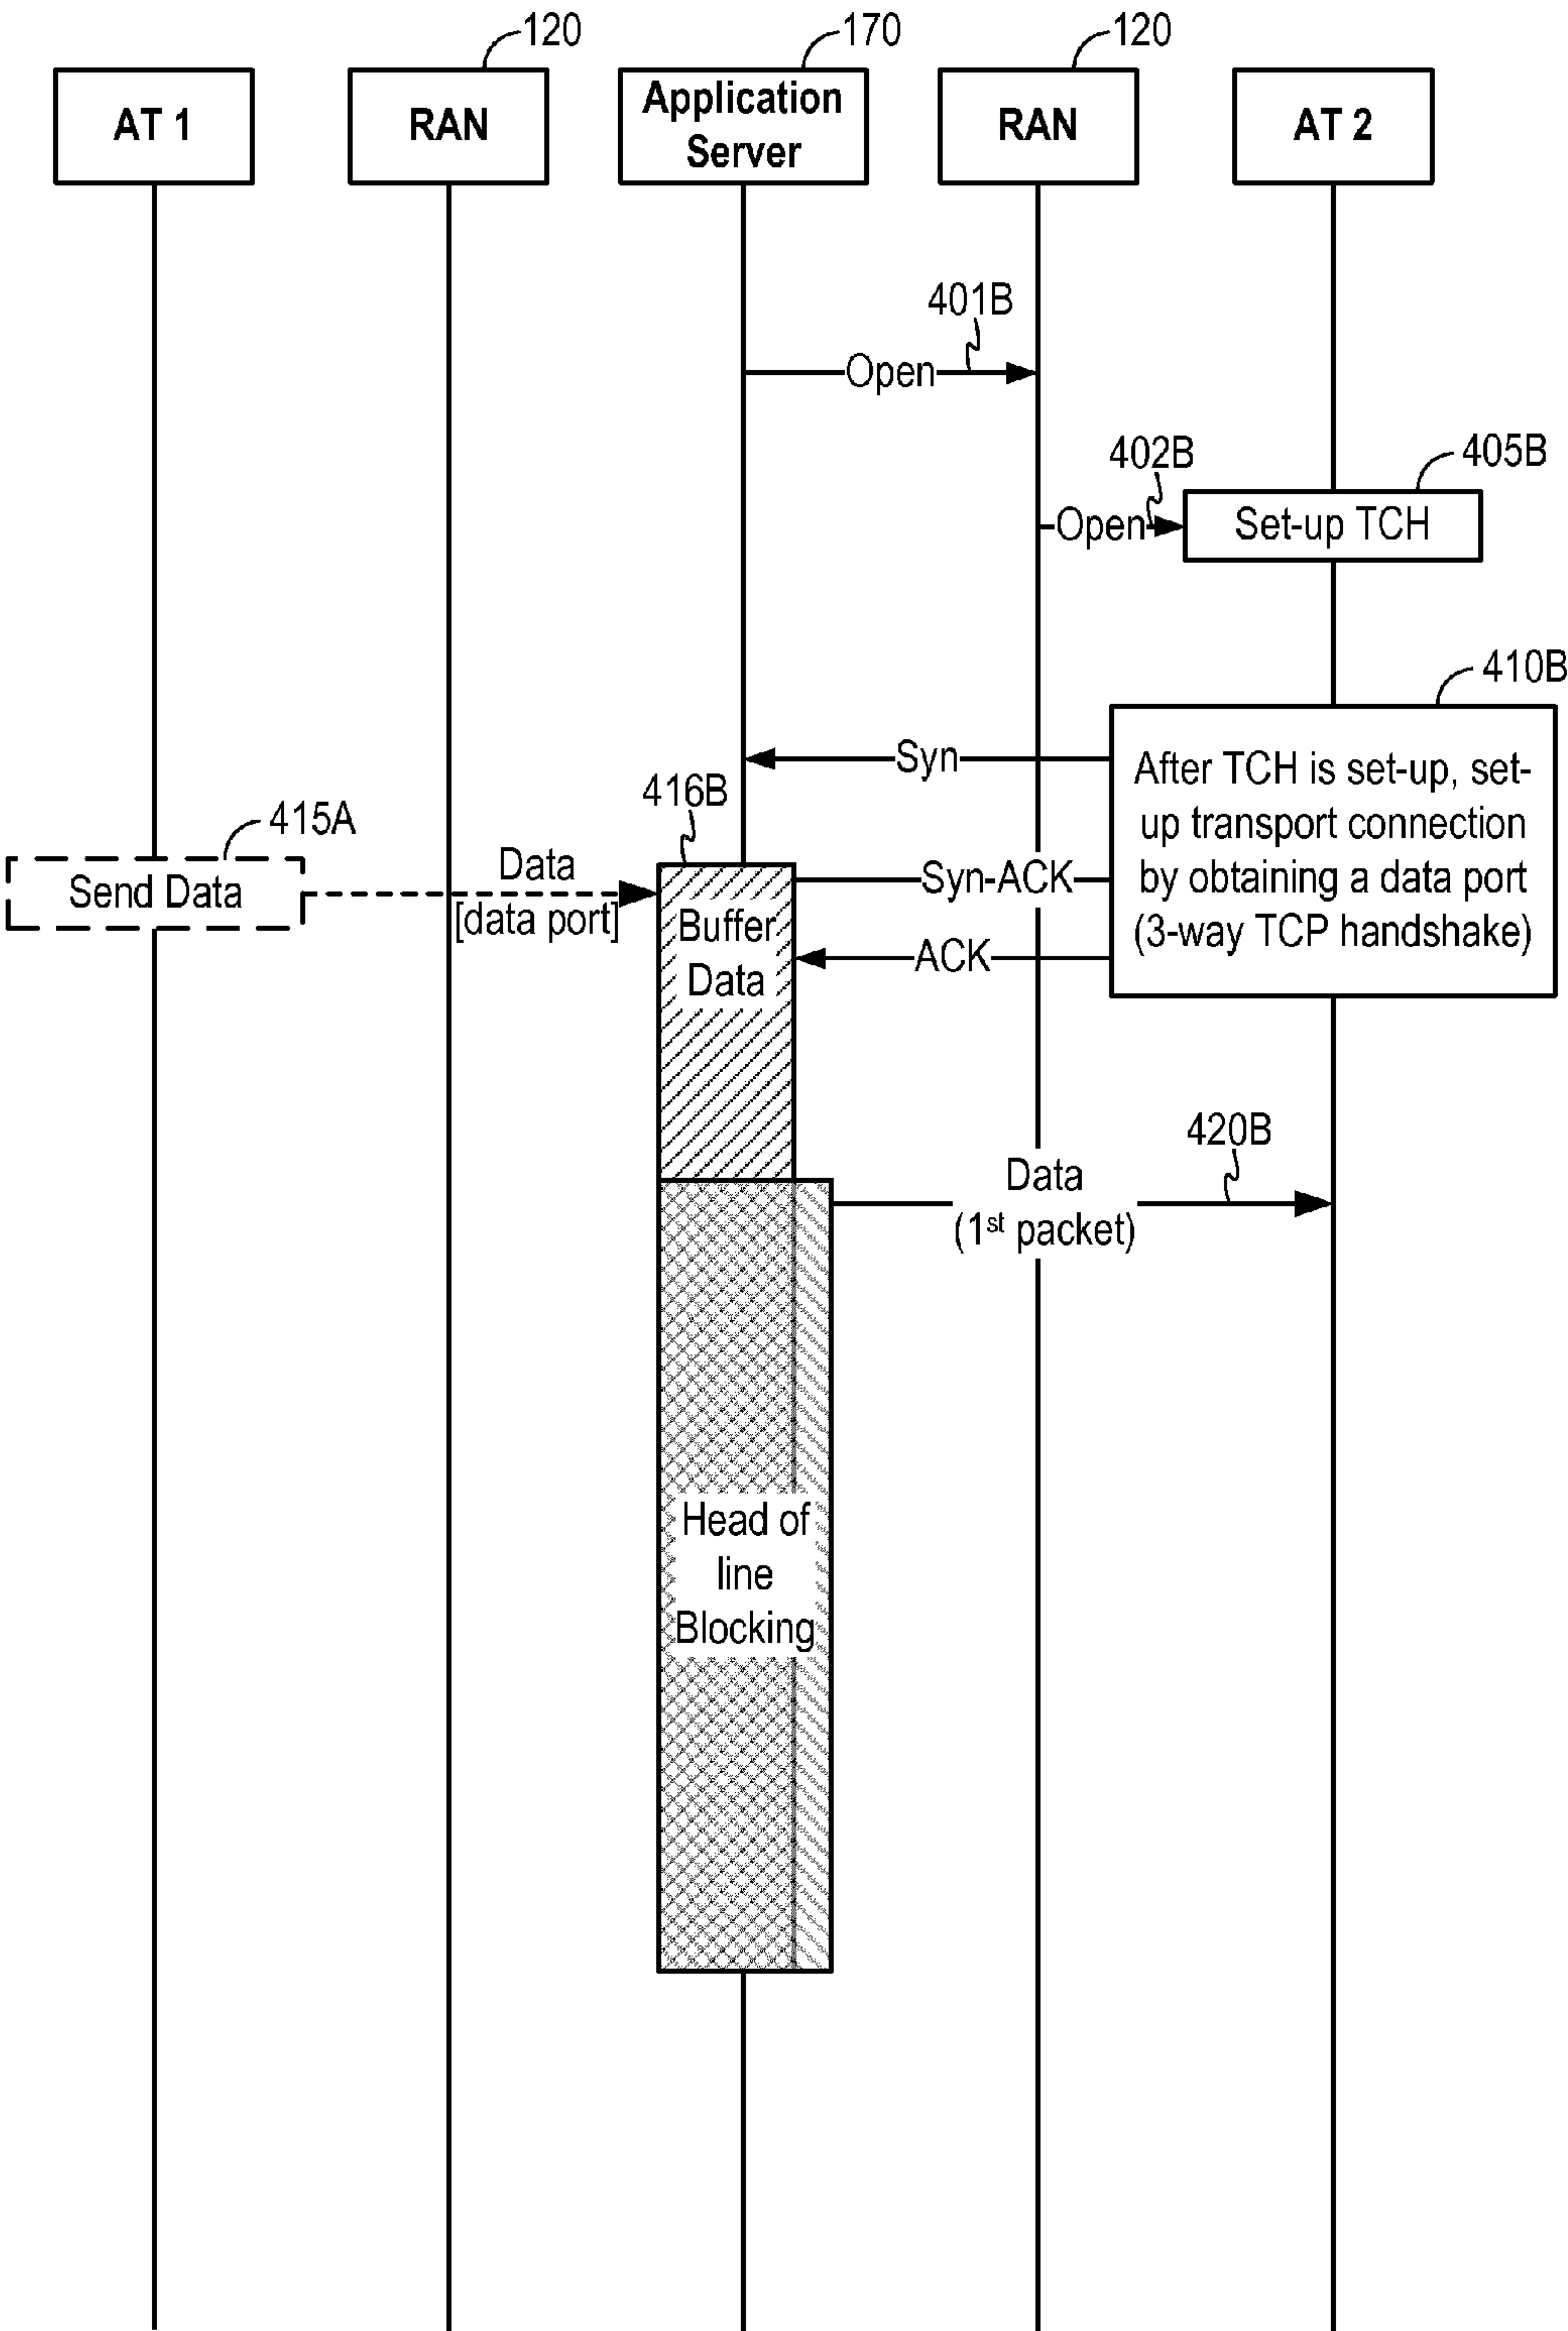 120
170
120
AT 1
RAN
Application
Server
RAN
AT 2
401B
Open
402B
405B
Open
Set-up TCH
410B
Syn
After TCH is set-up, set-
up transport connection
by obtaining a data port
(3-way TCP handshake)
416B
415A
Send Data
Data
[data port]
Buffer
Data
Syn-ACK
ACK
420B
Data
(1st packet)
Head of
line
Blocking